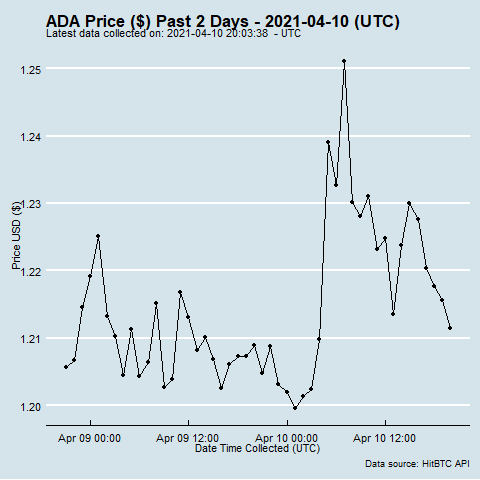 ADA Price ($) Past 2 Days - 2021-04-10 (UTC)
Latest data collected on: 2021-04-10 20:03:38 - UTC
1.25
1.24
1.23
1.22
1.21
1.20
Price USD ($)
Apr 09 00:00 Apr 09 12:00 Apr 10 00:00 Apr 10 12:00
Date Time Collected (UTC)
Data source: HitBTC API